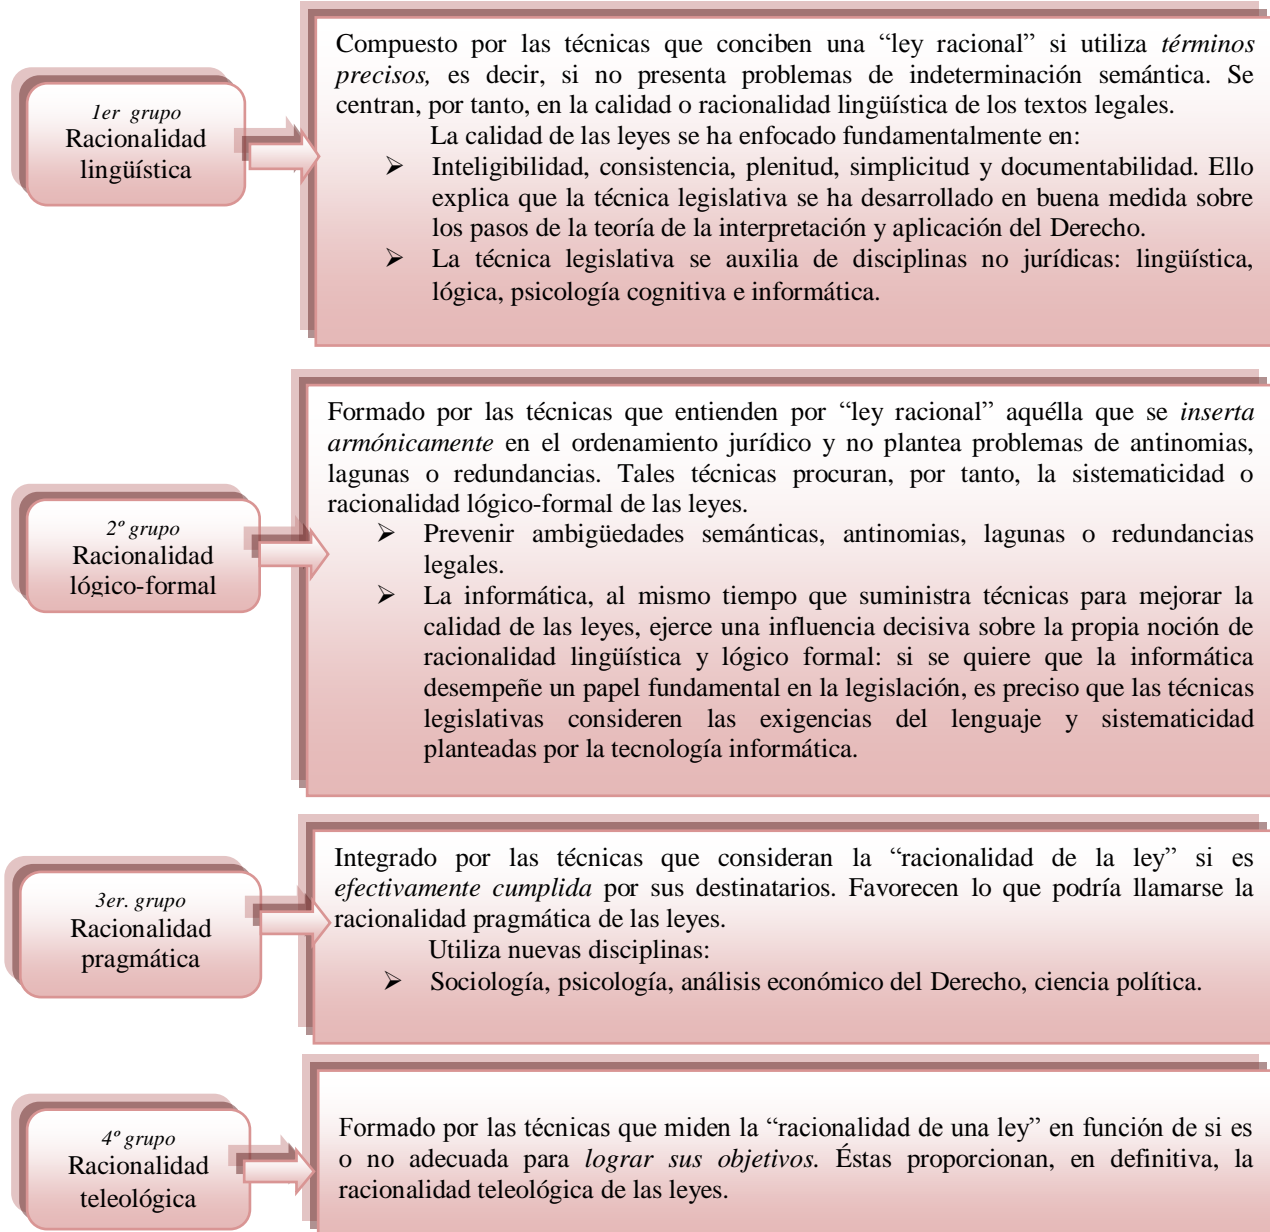 1er grupo
Racionalidad
lingüística
Compuesto por las técnicas que conciben una “ley racional” si utiliza términos
precisos, es decir, si no presenta problemas de indeterminación semántica. Se
centran, por tanto, en la calidad o racionalidad lingüística de los textos legales.
La calidad de las leyes se ha enfocado fundamentalmente en:
➢ Inteligibilidad, consistencia, plenitud, simplicitud y documentabilidad. Ello
explica que la técnica legislativa se ha desarrollado en buena medida sobre
los pasos de la teoría de la interpretación y aplicación del Derecho.
➢ La técnica legislativa se auxilia de disciplinas no jurídicas: lingüística,
lógica, psicología cognitiva e informática.
2º grupo
Racionalidad
lógico-formal
Formado por las técnicas que entienden por “ley racional” aquélla que se inserta
armónicamente en el ordenamiento jurídico y no plantea problemas de antinomias,
lagunas o redundancias. Tales técnicas procuran, por tanto, la sistematicidad o
racionalidad lógico-formal de las leyes.
➢ Prevenir ambigüedades semánticas, antinomias, lagunas o redundancias
legales.
➢ La informática, al mismo tiempo que suministra técnicas para mejorar la
calidad de las leyes, ejerce una influencia decisiva sobre la propia noción de
racionalidad lingüística y lógico formal: si se quiere que la informática
desempeñe un papel fundamental en la legislación, es preciso que las técnicas
legislativas consideren las exigencias del lenguaje y sistematicidad
planteadas por la tecnología informática.
3er. grupo
Racionalidad
pragmática
Integrado por las técnicas que consideran la “racionalidad de la ley” si es
efectivamente cumplida por sus destinatarios. Favorecen lo que podría llamarse la
racionalidad pragmática de las leyes.
Utiliza nuevas disciplinas:
➢ Sociología, psicología, análisis económico del Derecho, ciencia política.
4º grupo
Racionalidad
teleológica
Formado por las técnicas que miden la “racionalidad de una ley” en función de si es
o no adecuada para lograr sus objetivos. Éstas proporcionan, en definitiva, la
racionalidad teleológica de las leyes.